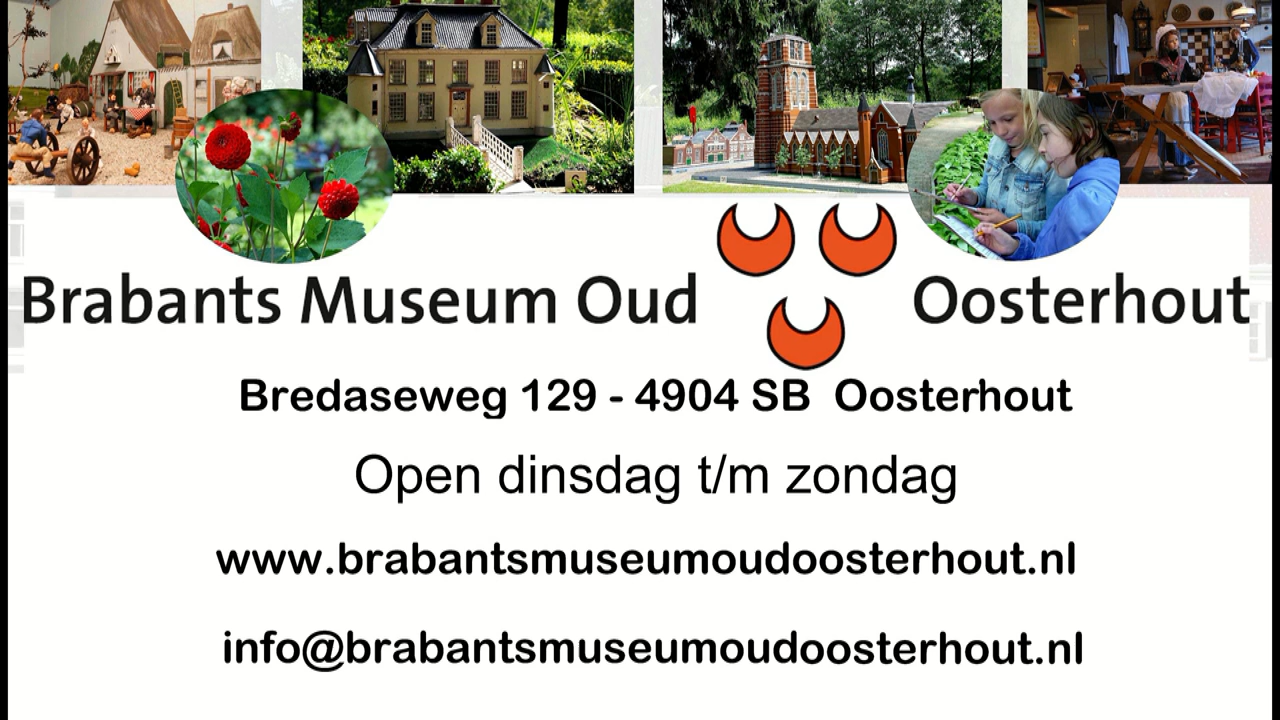 Brabants Museum Oud Oosterhout
Bredaseweg 129 - 4904 SB Oosterhout
Open dinsdag t/m zondag
www.brabantsmuseumoudoosterhout.nl
info@brabantsmuseumoudoosterhout.nl